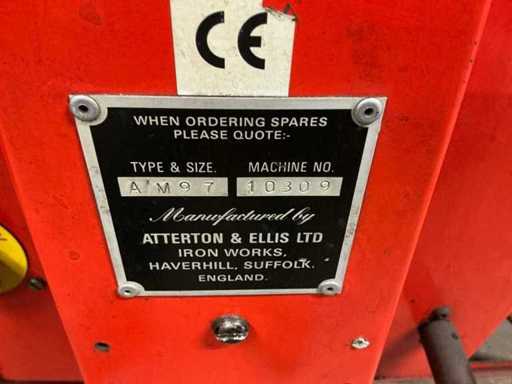 CE
WHEN ORDERING SPARES
PLEASE QUOTE:-
TYPE & SIZE. MACHINE NO.
AM97 10309
Manufactured by
ATTERTON & ELLIS LTD
IRON WORKS,
HAVERHILL, SUFFOLK.
ENGLAND.